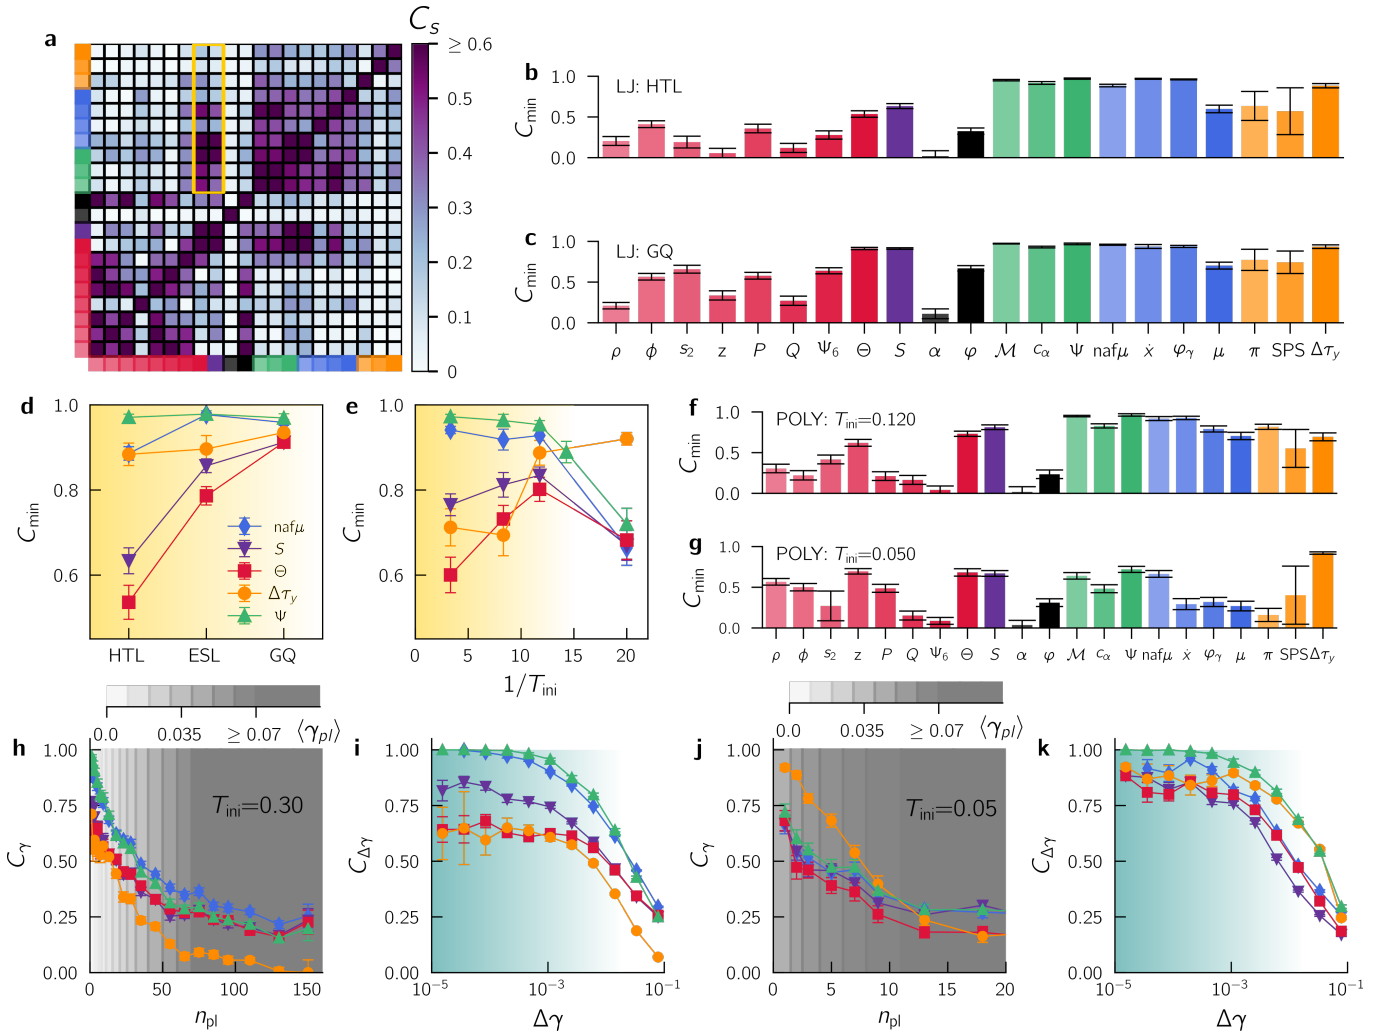 a
C_S
≥ 0.6
0.5
0.4
0.3
0.2
0.1
0
b
LJ: HTL
C_min
1.0
0.5
0.0
c
LJ: GQ
C_min
1.0
0.5
0.0
ρ ϕ s₂ z P Q Ψ₆ Θ S α φ ℳ c_α Ψ nafμ ẋ φ_γ μ π SPS Δτ_y
d
C_min
1.0
0.8
0.6
HTL ESL GQ
nafμ
S
Θ
Δτ_y
Ψ
e
C_min
1.0
0.8
0.6
0 5 10 15 20
1/T_ini
f
POLY: T_ini=0.120
C_min
1.0
0.5
0.0
g
POLY: T_ini=0.050
C_min
1.0
0.5
0.0
ρ ϕ s₂ z P Q Ψ₆ Θ S α φ ℳ c_α Ψ nafμ ẋ φ_γ μ π SPS Δτ_y
0.0 0.035 ≥ 0.07 ⟨γ_pl⟩
h
T_ini=0.30
C_γ
1.00
0.75
0.50
0.25
0.00
0 50 100 150
n_pl
i
C_Δγ
1.00
0.75
0.50
0.25
0.00
10⁻⁵ 10⁻³ 10⁻¹
Δγ
0.0 0.035 ≥ 0.07 ⟨γ_pl⟩
j
T_ini=0.05
C_γ
1.00
0.75
0.50
0.25
0.00
0 5 10 15 20
n_pl
k
C_Δγ
1.00
0.75
0.50
0.25
0.00
10⁻⁵ 10⁻³ 10⁻¹
Δγ